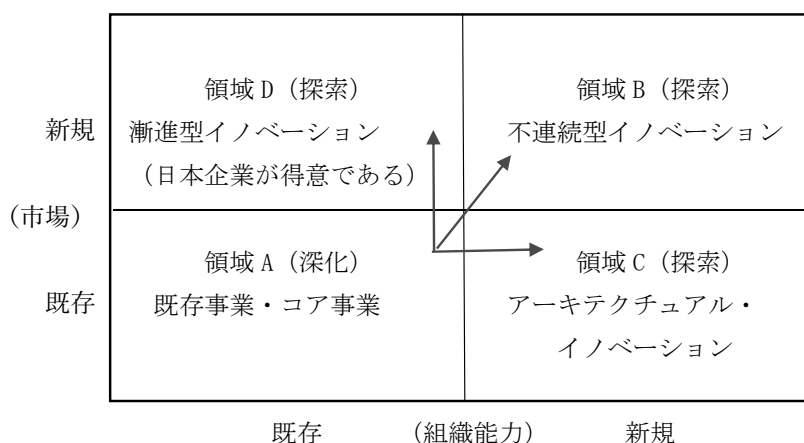 領域 D（探索）
領域 B（探索）
新規
漸進型イノベーション
不連続型イノベーション
（日本企業が得意である）
（市場）
領域 A（深化）
領域 C（探索）
既存
既存事業・コア事業
アーキテクチュアル・
イノベーション
既存
（組織能力）
新規